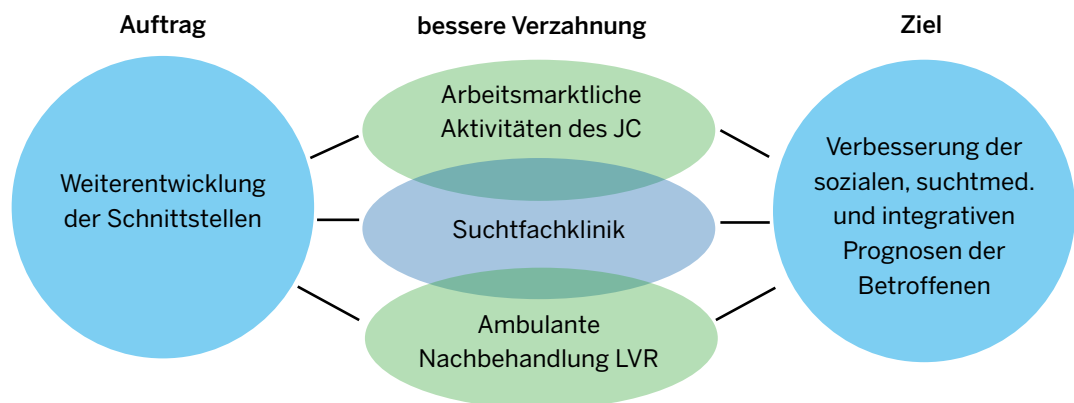 Auftrag
bessere Verzahnung
Ziel
Weiterentwicklung
der Schnittstellen
Arbeitsmarktliche
Aktivitäten des JC
Suchtfachklinik
Ambulante
Nachbehandlung LVR
Verbesserung der
sozialen, suchtmed.
und integrativen
Prognosen der
Betroffenen